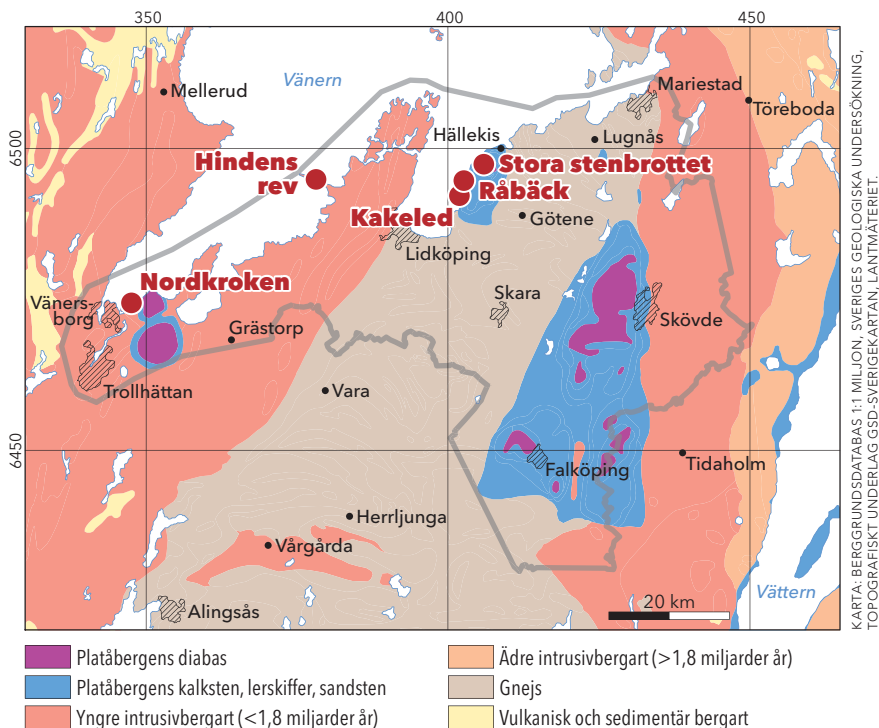 350
400
450
Vänern
Mellerud
Mariestad
Töreboda
Hällekis
Lugnås
6500
Hindens
rev
Stora stenbrottet
Råbäck
Kakeled
Götene
Lidköping
Nordkroken
Väners-
borg
Skara
Skövde
Grästorp
Trollhättan
Vara
6450
Falköping
Tidaholm
Herrljunga
Vårgårda
Vättern
Alingsås
20 km
KARTA: BERGGRUNDSDATABAS 1:1 MILJON, SVERIGES GEOLOGISKA UNDERSÖKNING,
TOPOGRAFISKT UNDERLAG GSD-SVERIGEKARTAN, LANTMÄTERIET.
Platåbergens diabas
Platåbergens kalksten, lerskiffer, sandsten
Yngre intrusivbergart (<1,8 miljarder år)
Ädre intrusivbergart (>1,8 miljarder år)
Gnejs
Vulkanisk och sedimentär bergart